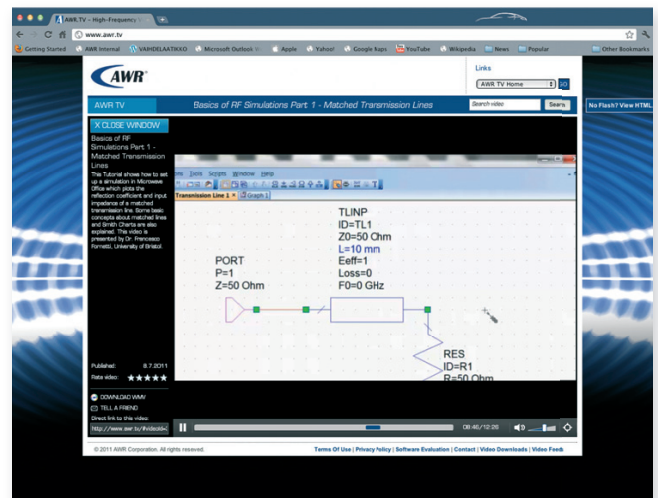 AWR.TV – High-Frequency
www.awr.tv
Getting Started AWR Internal VAIHDELAATIKKO Microsoft Outlook Apple Yahoo! Google Maps YouTube Wikipedia News Popular Other Bookmarks
AWR®
Links
AWR TV Home GO
AWR TV Basics of RF Simulations Part 1 - Matched Transmission Lines Search video Search
No Flash? View HTML
X CLOSE WINDOW
Basics of RF
Simulations Part 1 -
Matched Transmission
Lines
This Tutorial shows how to set
up a simulation in Microwave
Office which plots the
reflection coefficient and input
impedance of a matched
transmission line. Some basic
concepts about matched lines
and Smith Charts are also
explained. This video is
presented by Dr. Francesco
Fornetti, University of Bristol.
Published: 8.7.2011
Rate video:
DOWNLOAD WMV
TELL A FRIEND
Direct link to this video:
Tools Scripts Window Help
Transmission Line 1 Graph 1
TLINP
ID=TL1
Z0=50 Ohm
L=10 mm
Eeff=1
Loss=0
F0=0 GHz
PORT
P=1
Z=50 Ohm
RES
ID=R1
R=50 Ohm
08:46/12:26
© 2011 AWR Corporation. All rights reserved.
Terms Of Use | Privacy Policy | Software Evaluation | Contact | Video Downloads | Video Feeds